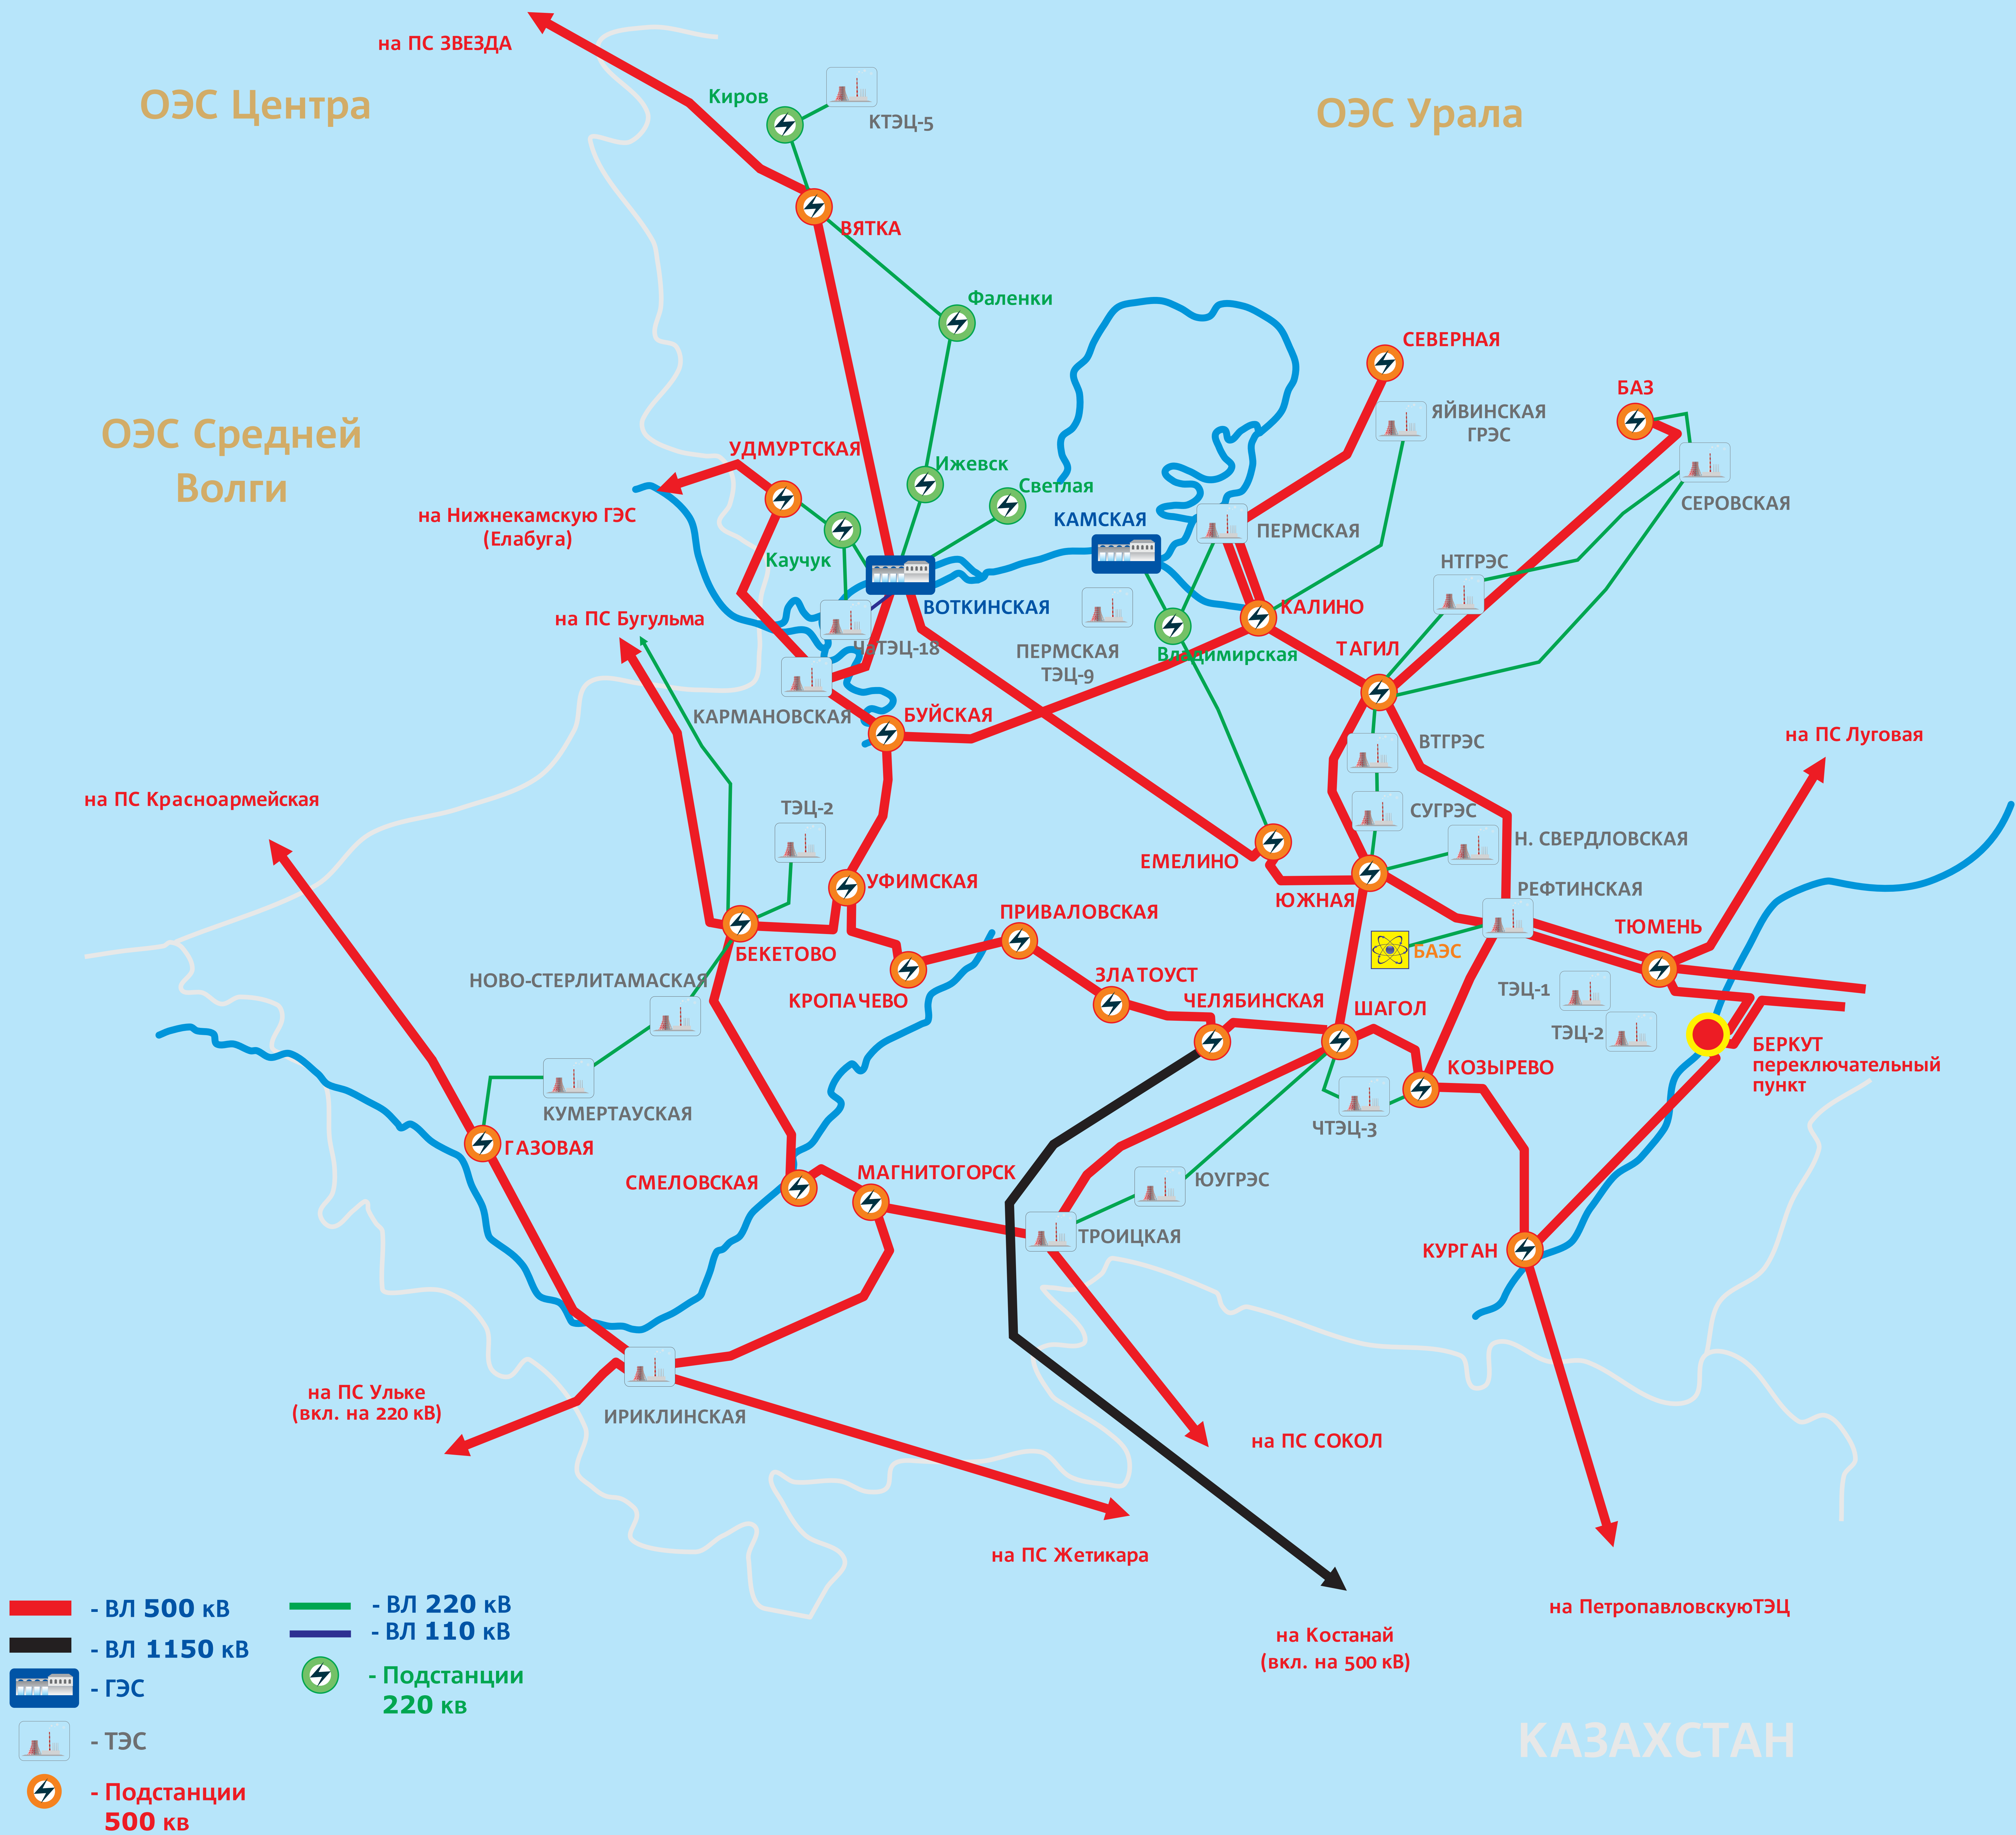 на ПС ЗВЕЗДА
ОЭС Центра
Киров
КТЭЦ-5
ОЭС Урала
ВЯТКА
Фаленки
СЕВЕРНАЯ
БАЗ
ЯЙВИНСКАЯ
ГРЭС
ОЭС Средней
Волги
УДМУРТСКАЯ
Ижевск
Светлая
СЕРОВСКАЯ
на Нижнекамскую ГЭС
(Елабуга)
КАМСКАЯ
ПЕРМСКАЯ
Каучук
НТГРЭС
ВОТКИНСКАЯ
КАЛИНО
на ПС Бугульма
ЧаТЭЦ-18
ПЕРМСКАЯ
ТЭЦ-9
Владимирская
ТАГИЛ
КАРМАНОВСКАЯ
БУЙСКАЯ
ВТГРЭС
на ПС Луговая
на ПС Красноармейская
ТЭЦ-2
СУГРЭС
Н. СВЕРДЛОВСКАЯ
ЕМЕЛИНО
УФИМСКАЯ
ЮЖНАЯ
РЕФТИНСКАЯ
ПРИВАЛОВСКАЯ
ТЮМЕНЬ
БЕКЕТОВО
БАЭС
НОВО-СТЕРЛИТАМАСКАЯ
КРОПАЧЕВО
ЗЛАТОУСТ
ЧЕЛЯБИНСКАЯ
ШАГОЛ
ТЭЦ-1
ТЭЦ-2
БЕРКУТ
переключательный
пункт
КОЗЫРЕВО
КУМЕРТАУСКАЯ
ЧТЭЦ-3
ГАЗОВАЯ
СМЕЛОВСКАЯ
МАГНИТОГОРСК
ЮУГРЭС
ТРОИЦКАЯ
КУРГАН
на ПС Ульке
(вкл. на 220 кВ)
ИРИКЛИНСКАЯ
на ПС СОКОЛ
на ПС Жетикара
на ПетропавловскуюТЭЦ
на Костанай
(вкл. на 500 кВ)
КАЗАХСТАН
- ВЛ 500 кВ
- ВЛ 1150 кВ
- ГЭС
- ТЭС
- Подстанции
500 кв
- ВЛ 220 кВ
- ВЛ 110 кВ
- Подстанции
220 кв